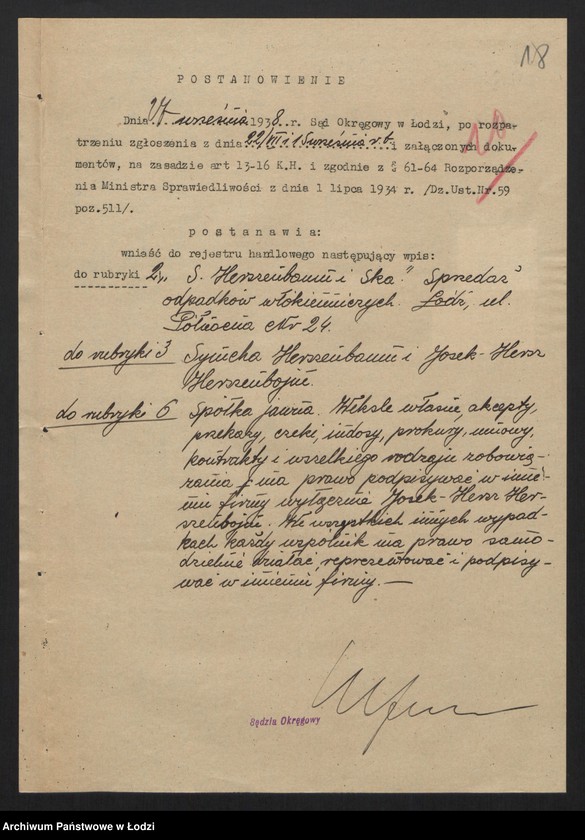 18
POSTANOWIENIE
Dnia 17 września 1938.r. Sąd Okręgowy w Łodzi, po rozpa-
trzeniu zgłoszenia z dnia 22/VII i 15 września r.b. i załączonych doku-
mentów, na zasadzie art 13-16 K.H. i zgodnie z § 61-64 Rozporządze-
nia Ministra Sprawiedliwości z dnia 1 lipca 1934 r. /Dz.Ust.Nr.59
poz.511/.
20
postanawia:
wnieść do rejestru handlowego następujący wpis:
do rubryki 2, "S. Herszenbaum i Ska." Sprzedaż
odpadków włókienniczych. Łódź, ul.
Północna Nr 24.
do rubryki 3 Symcha Herszenbaum i Josek-Hersz
Herszenbojm.
do rubryki 6 Spółka jawna. Weksle własne, akcepty,
przekazy, czeki, indosy, prokury, umowy,
kontrakty i wszelkiego rodzaju zobowią-
zania ma prawo podpisywać w imie-
niu firmy wyłącznie Josek-Hersz Her-
szenbojm. We wszystkich innych wypad-
kach każdy wspólnik ma prawo samo-
dzielnie działać, reprezentować i podpisy-
wać w imieniu firmy. —
Sędzia Okręgowy
Archiwum Państwowe w Łodzi